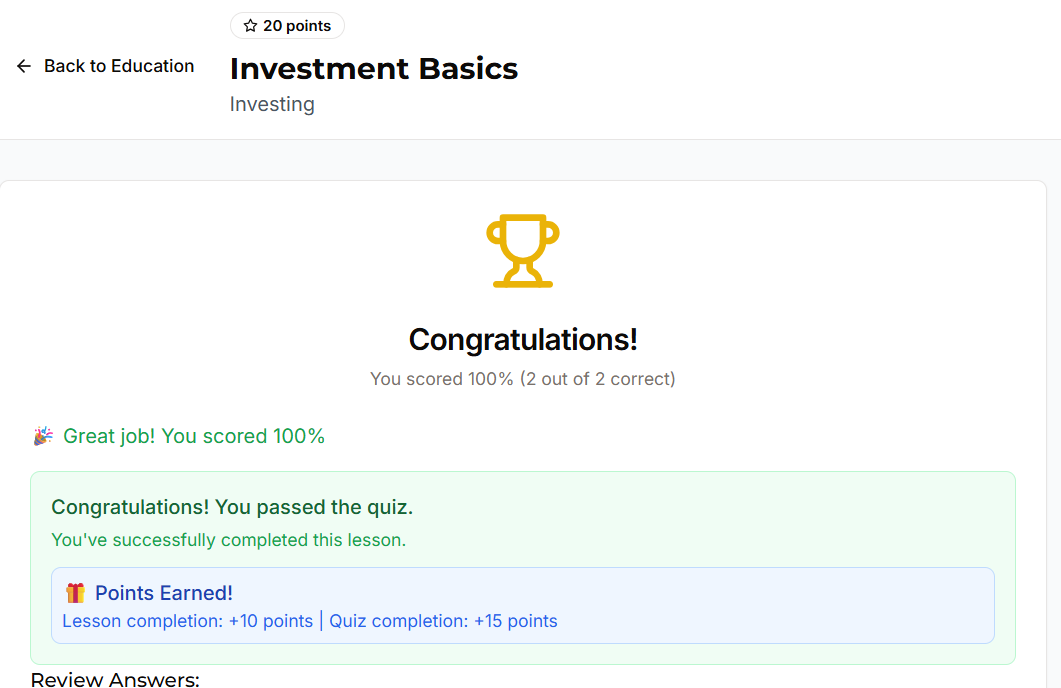 20 points
Back to Education
Investment Basics
Investing
Congratulations!
You scored 100% (2 out of 2 correct)
🎉 Great job! You scored 100%
Congratulations! You passed the quiz.
You've successfully completed this lesson.
🎁 Points Earned!
Lesson completion: +10 points | Quiz completion: +15 points
Review Answers: